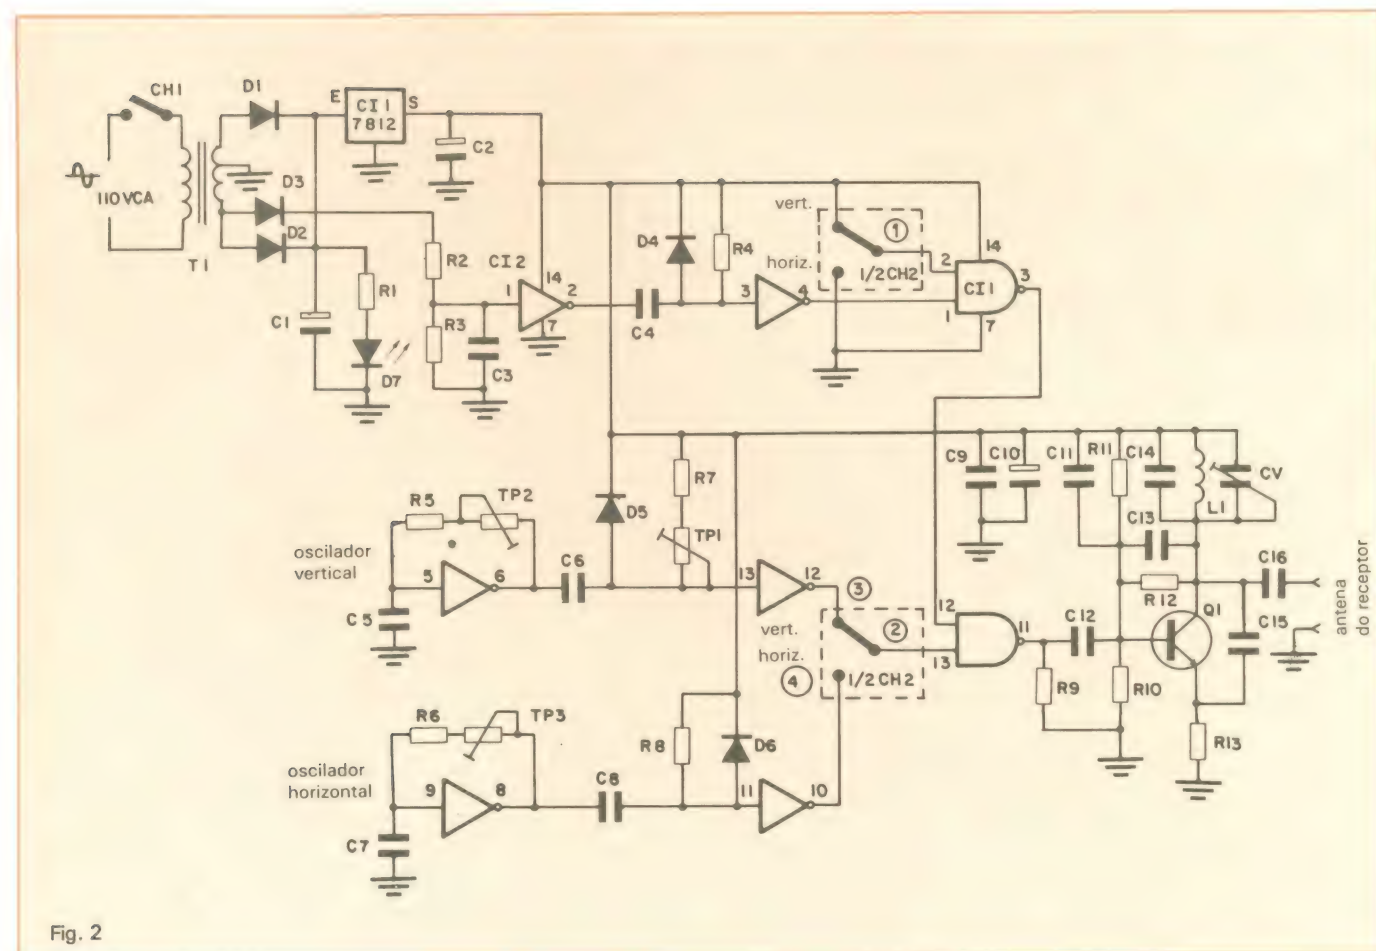 CH1
110VCA
T1
D1
D3
D2
E
CI1
7812
S
C2
C1
R1
D7
R2
R3
C3
CI2
1
14
2
7
C4
D4
R4
3
4
vert.
horiz.
1
1/2CH2
2
1
14
CI1
3
7
oscilador
vertical
R5
TP2
5
6
C5
C6
D5
R7
TP1
13
12
3
vert.
horiz.
2
4
1/2CH2
oscilador
horizontal
R6
TP3
9
8
C7
C8
R8
D6
11
10
12
13
11
R9
C12
R10
C9
C10
C11
R11
C14
L1
CV
C13
R12
Q1
C16
C15
R13
antena
do receptor
Fig. 2